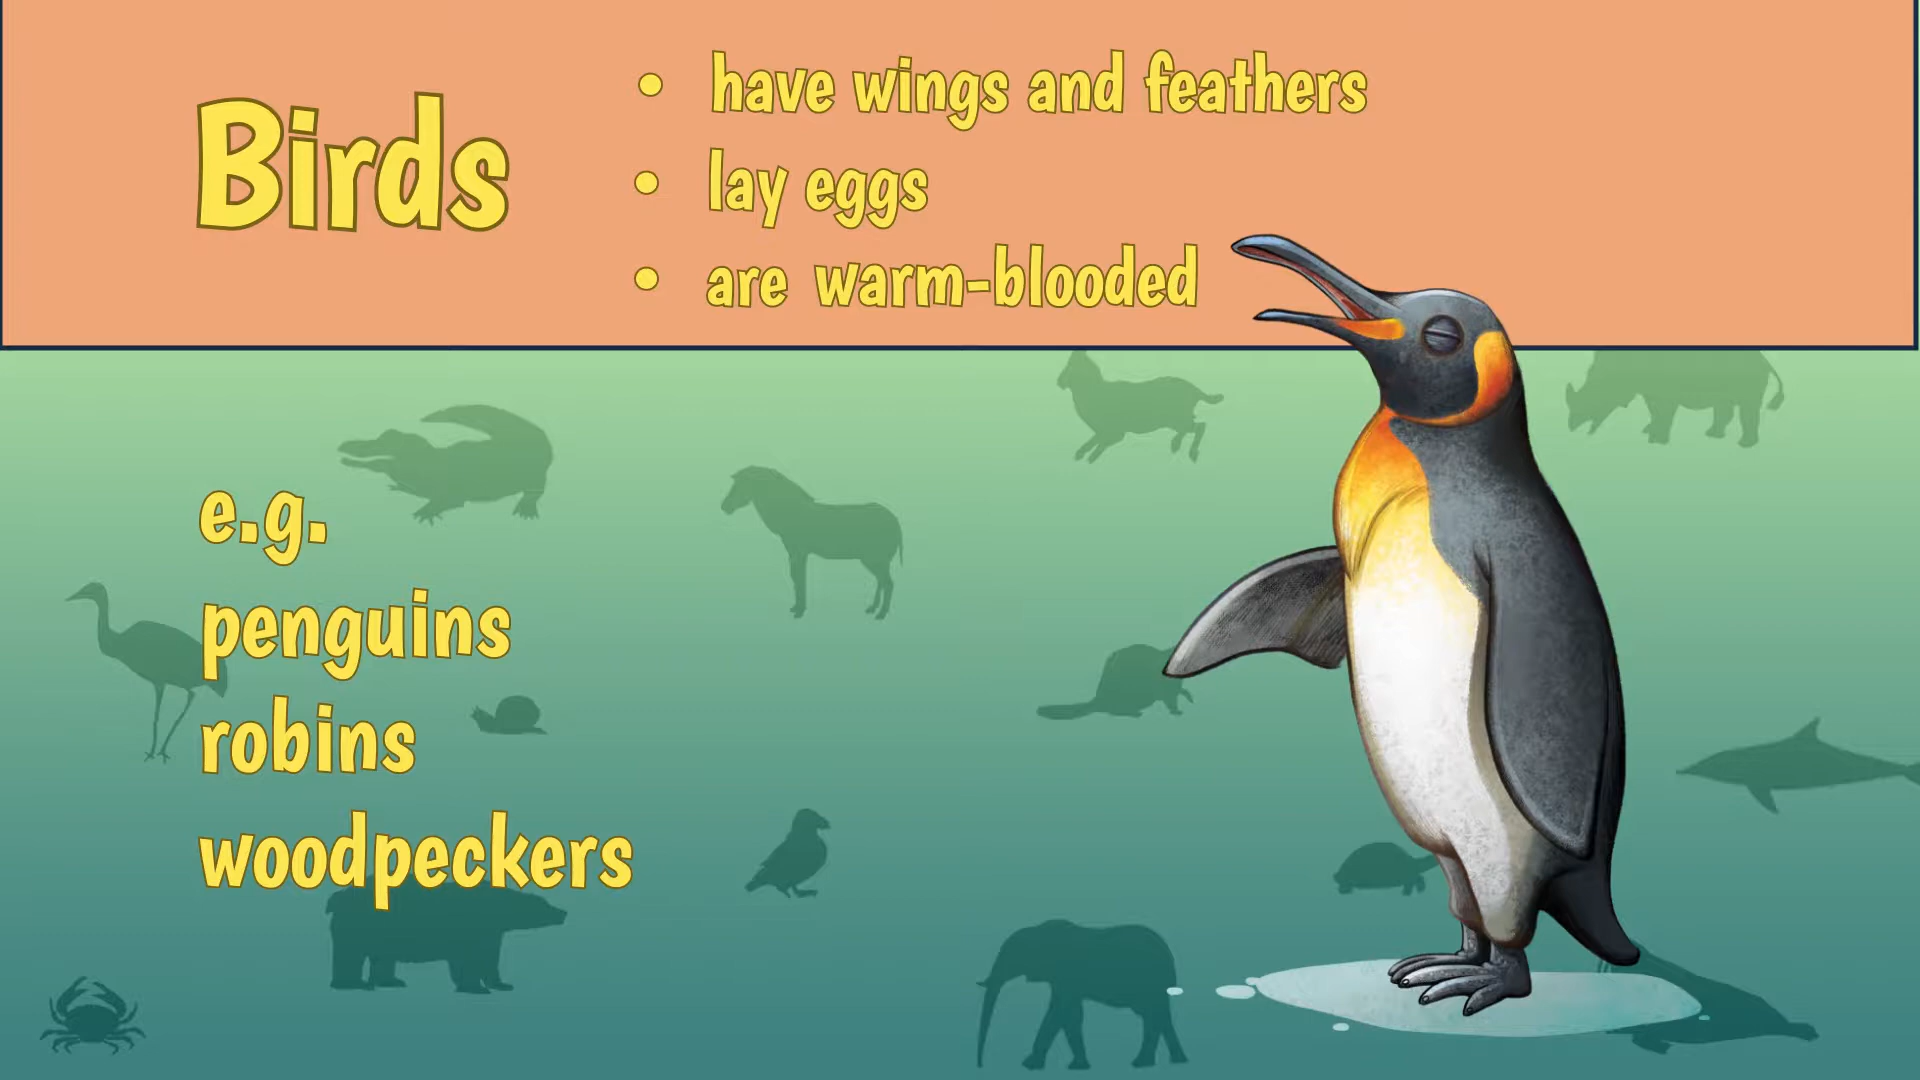 Birds
• have wings and feathers
• lay eggs
• are warm-blooded
e.g.
penguins
robins
woodpeckers